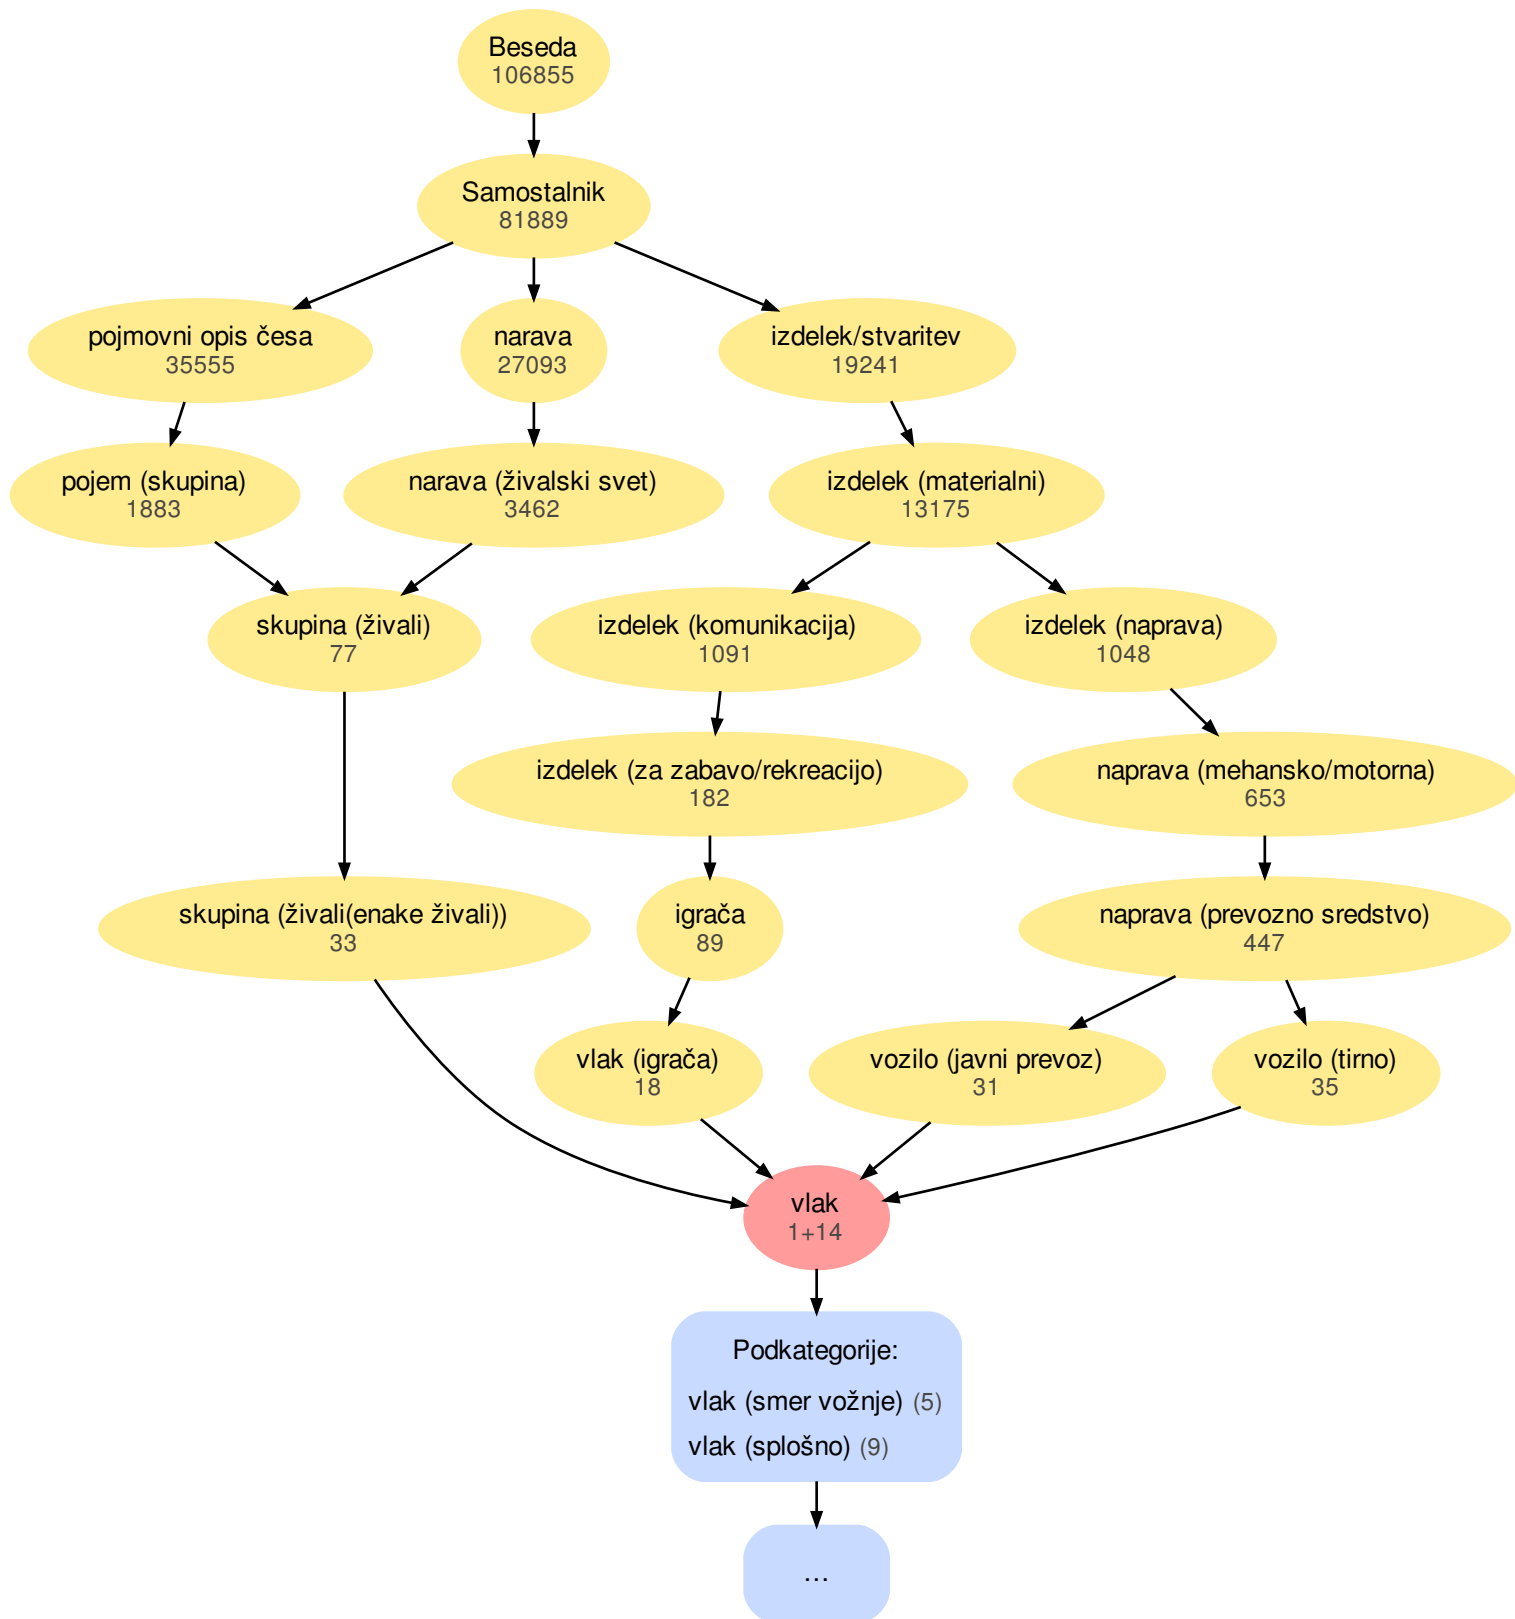 Beseda
106855
Samostalnik
81889
pojmovni opis česa
35555
narava
27093
izdelek/stvaritev
19241
pojem (skupina)
1883
narava (živalski svet)
3462
izdelek (materialni)
13175
skupina (živali)
77
izdelek (komunikacija)
1091
izdelek (naprava)
1048
izdelek (za zabavo/rekreacijo)
182
naprava (mehansko/motorna)
653
skupina (živali(enake živali))
33
igrača
89
naprava (prevozno sredstvo)
447
vlak (igrača)
18
vozilo (javni prevoz)
31
vozilo (tirno)
35
vlak
1+14
Podkategorije:
vlak (smer vožnje) (5)
vlak (splošno) (9)
…